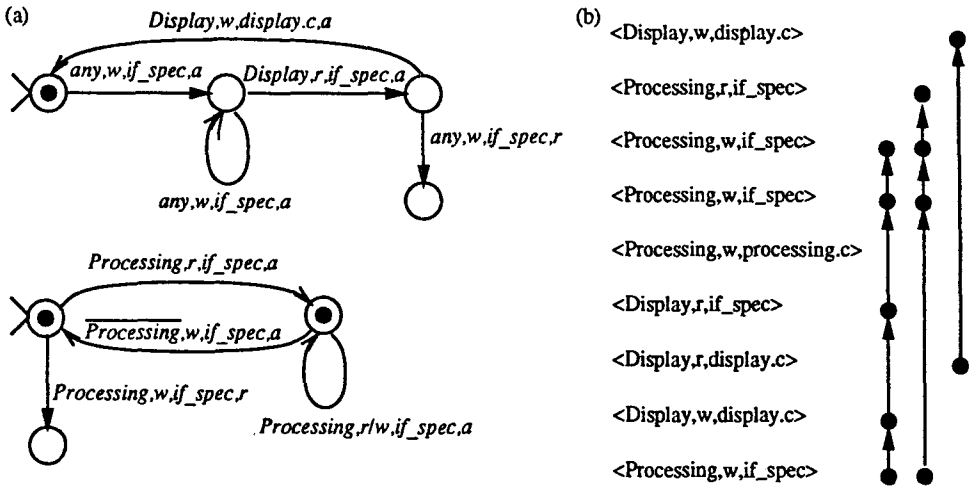 (a)
Display,w,display.c,a
any,w,if_spec,a
Display,r,if_spec,a
any,w,if_spec,r
any,w,if_spec,a
Processing,r,if_spec,a
Processing,w,if_spec,a
Processing,w,if_spec,r
Processing,r/w,if_spec,a
(b)
<Display,w,display.c>
<Processing,r,if_spec>
<Processing,w,if_spec>
<Processing,w,if_spec>
<Processing,w,processing.c>
<Display,r,if_spec>
<Display,r,display.c>
<Display,w,display.c>
<Processing,w,if_spec>